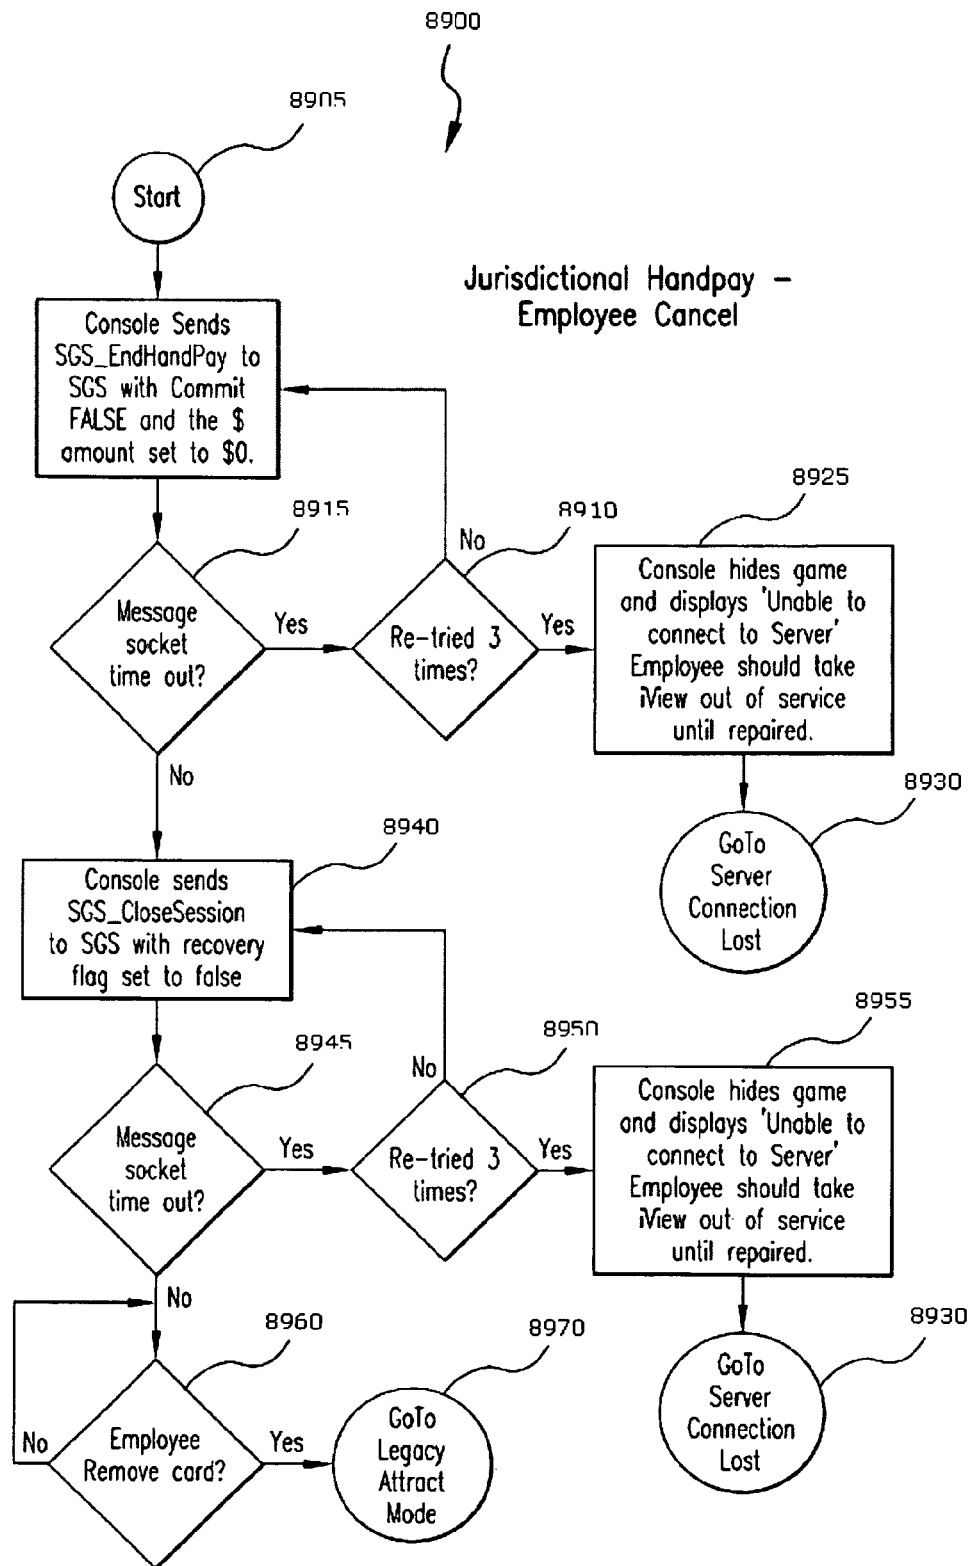 8900
8905
Start
Jurisdictional Handpay -
Employee Cancel
Console Sends
SGS_EndHandPay to
SGS with Commit
FALSE and the $
amount set to $0.
8915
Message
socket
time out?
Yes
No
8910
Re-tried 3
times?
No
Yes
8925
Console hides game
and displays 'Unable to
connect to Server'
Employee should take
iView out of service
until repaired.
8930
GoTo
Server
Connection
Lost
8940
Console sends
SGS_CloseSession
to SGS with recovery
flag set to false
8945
Message
socket
time out?
Yes
No
8950
Re-tried 3
times?
No
Yes
8955
Console hides game
and displays 'Unable to
connect to Server'
Employee should take
iView out of service
until repaired.
8930
GoTo
Server
Connection
Lost
8960
Employee
Remove card?
No
Yes
8970
GoTo
Legacy
Attract
Mode